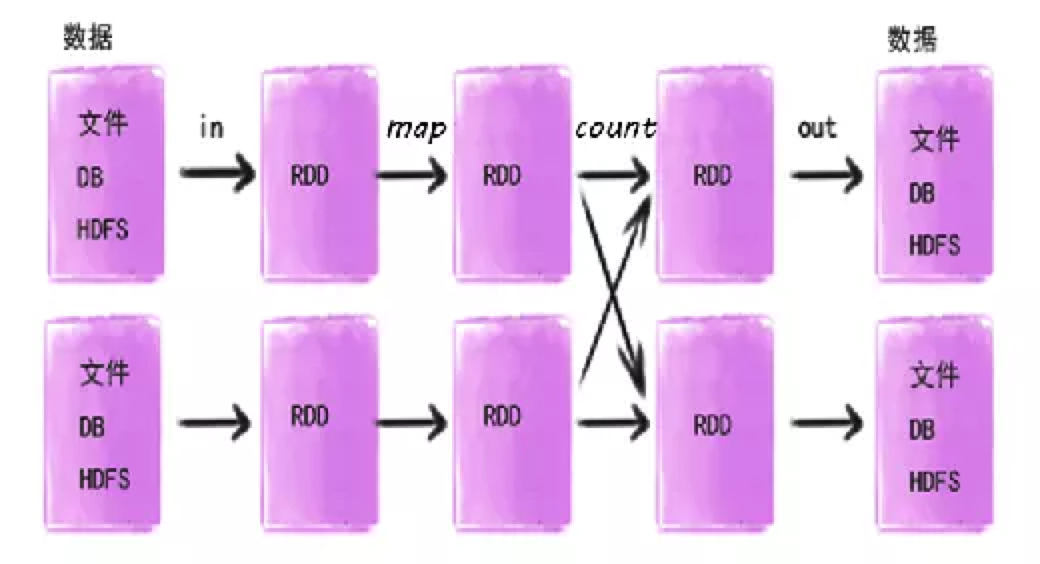 数据
数据
文件
DB
HDFS
in
RDD
map
RDD
count
RDD
out
文件
DB
HDFS
文件
DB
HDFS
RDD
RDD
RDD
文件
DB
HDFS